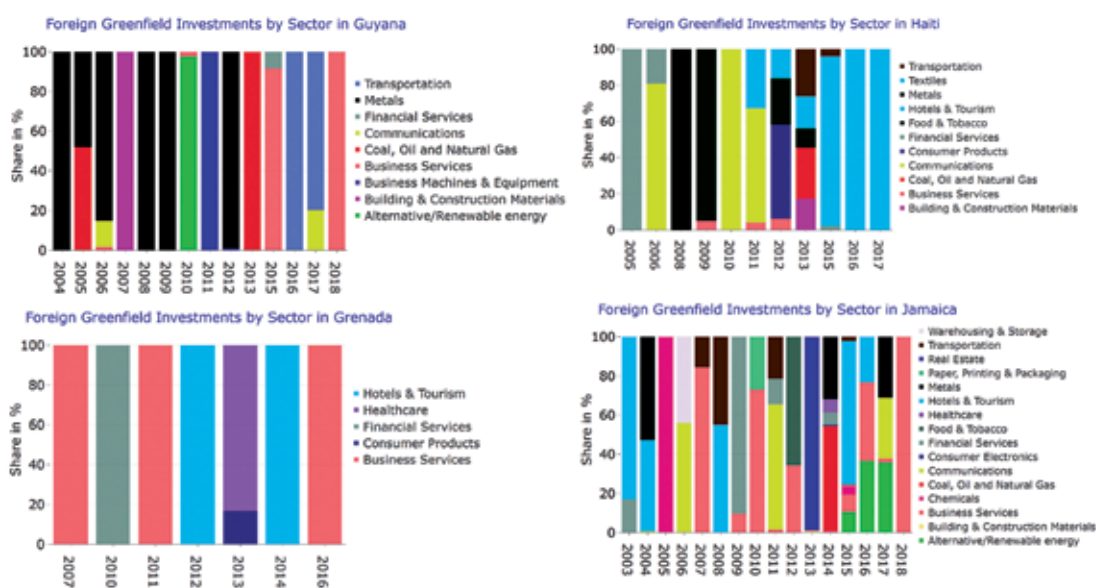 Foreign Greenfield Investments by Sector in Guyana
Share in %
100
80
60
40
20
0
2004 2005 2006 2007 2008 2009 2010 2011 2012 2013 2015 2016 2017 2018
Transportation
Metals
Financial Services
Communications
Coal, Oil and Natural Gas
Business Services
Business Machines & Equipment
Building & Construction Materials
Alternative/Renewable energy
Foreign Greenfield Investments by Sector in Haiti
Share in %
100
80
60
40
20
0
2005 2006 2008 2009 2010 2011 2012 2013 2015 2016 2017
Transportation
Textiles
Metals
Hotels & Tourism
Food & Tobacco
Financial Services
Consumer Products
Communications
Coal, Oil and Natural Gas
Business Services
Building & Construction Materials
Foreign Greenfield Investments by Sector in Grenada
Share in %
100
80
60
40
20
0
2007 2010 2011 2012 2013 2014 2016
Hotels & Tourism
Healthcare
Financial Services
Consumer Products
Business Services
Foreign Greenfield Investments by Sector in Jamaica
Share in %
100
80
60
40
20
0
2003 2004 2005 2006 2007 2008 2009 2010 2011 2012 2013 2014 2015 2016 2017 2018
Warehousing & Storage
Transportation
Real Estate
Paper, Printing & Packaging
Metals
Hotels & Tourism
Healthcare
Food & Tobacco
Financial Services
Consumer Electronics
Communications
Coal, Oil and Natural Gas
Chemicals
Business Services
Building & Construction Materials
Alternative/Renewable energy